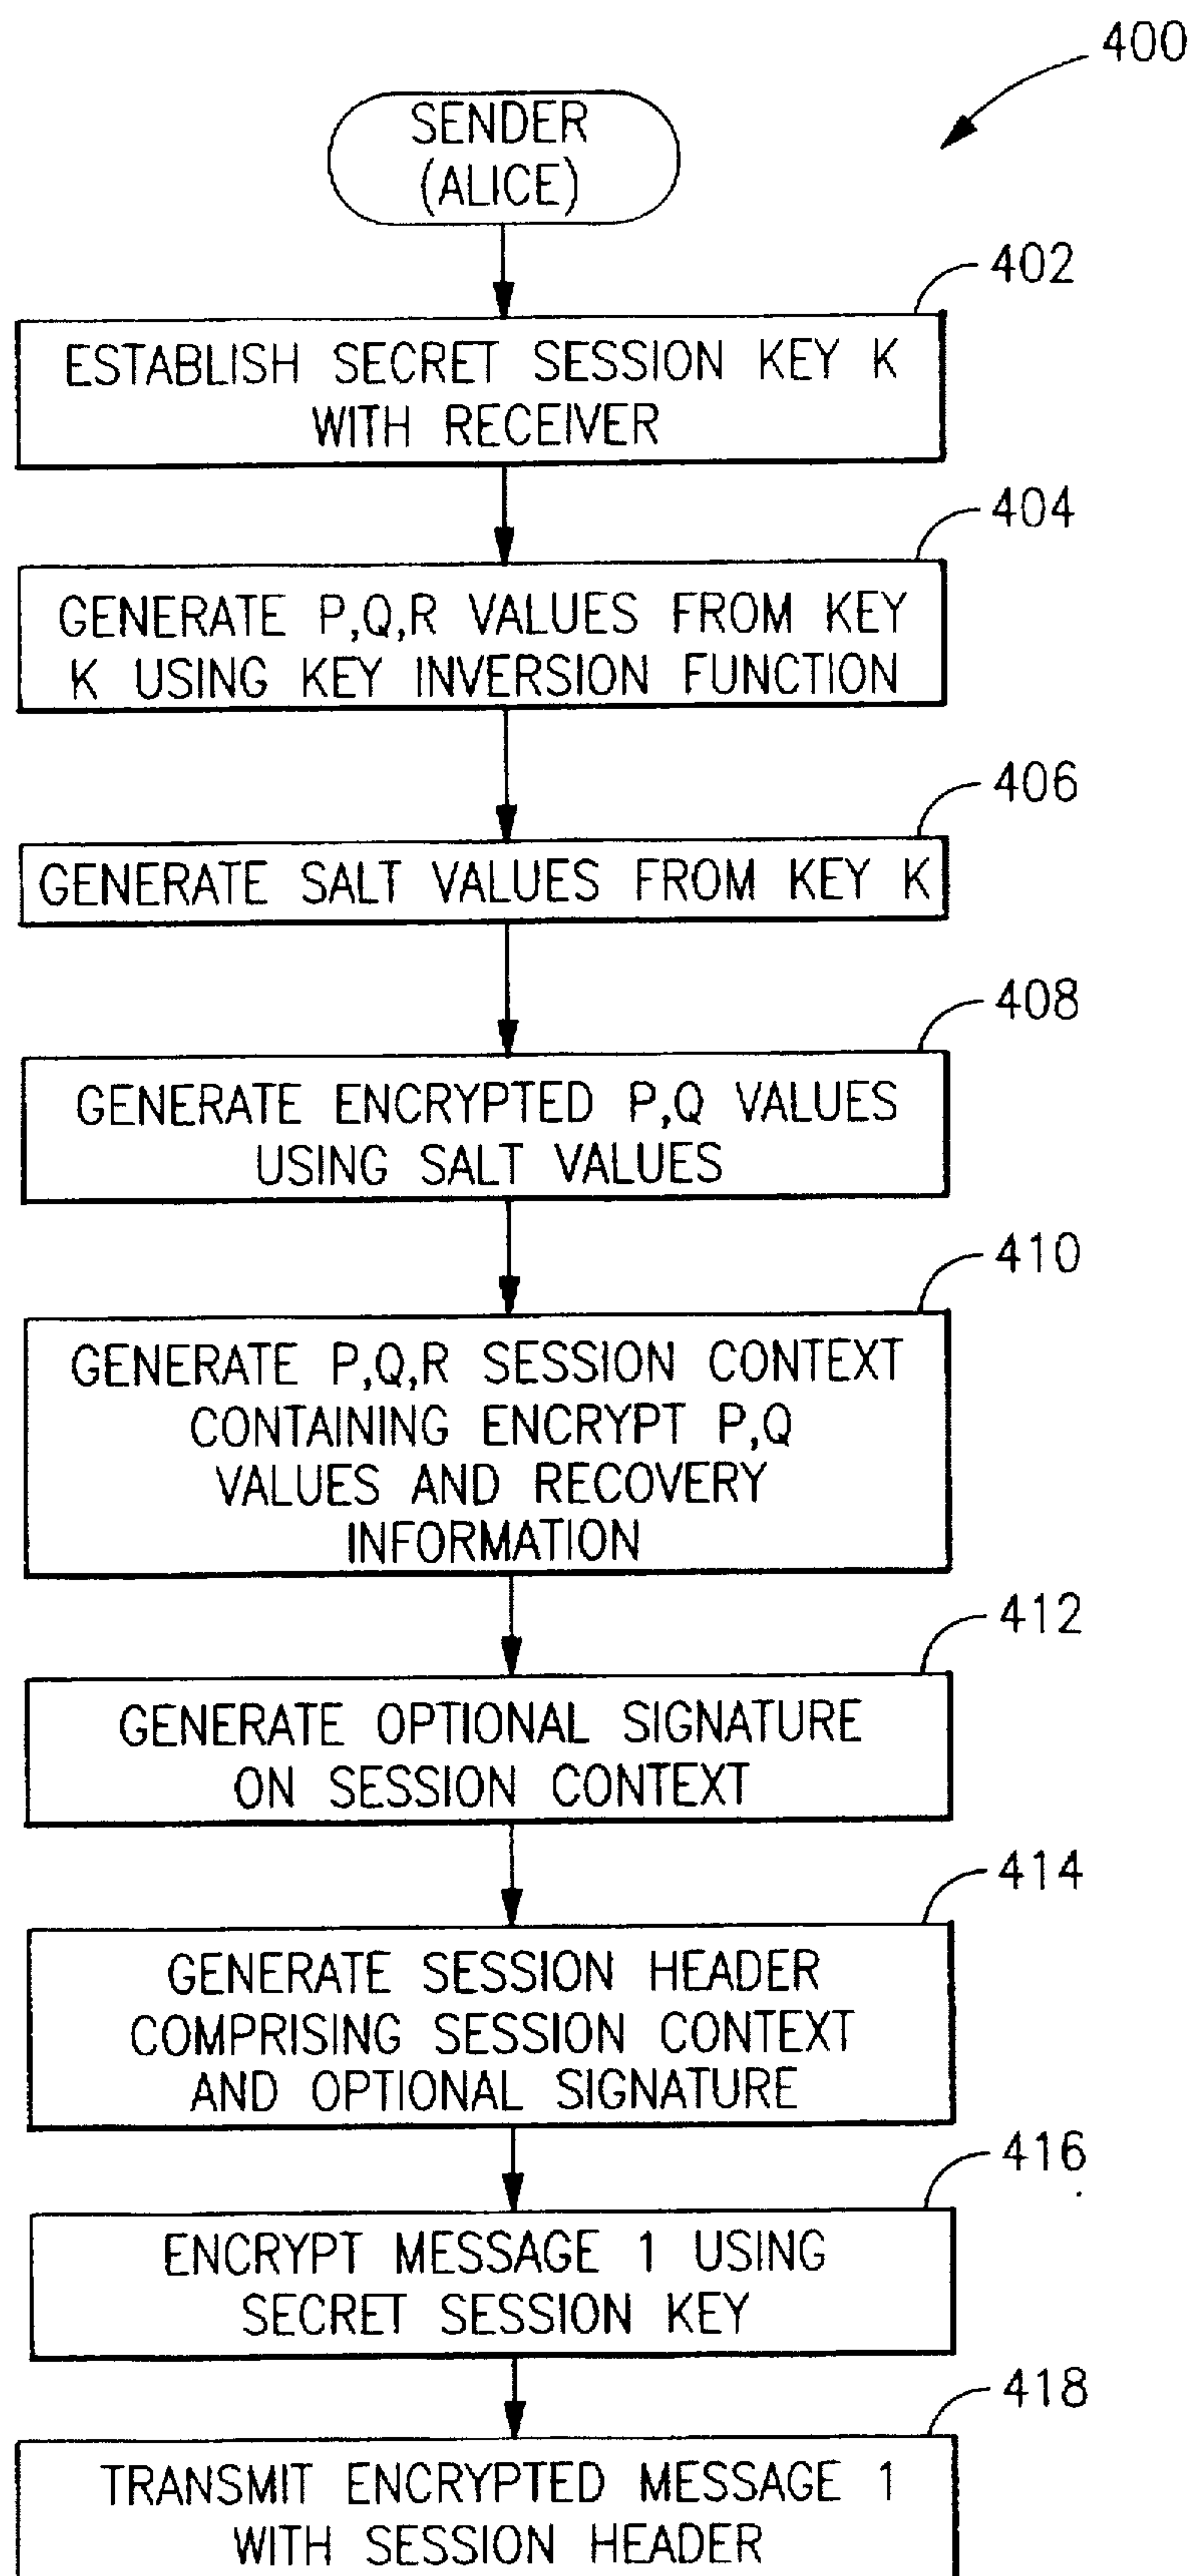 400
SENDER
(ALICE)
402
ESTABLISH SECRET SESSION KEY K
WITH RECEIVER
404
GENERATE P,Q,R VALUES FROM KEY
K USING KEY INVERSION FUNCTION
406
GENERATE SALT VALUES FROM KEY K
408
GENERATE ENCRYPTED P,Q VALUES
USING SALT VALUES
410
GENERATE P,Q,R SESSION CONTEXT
CONTAINING ENCRYPT P,Q
VALUES AND RECOVERY
INFORMATION
412
GENERATE OPTIONAL SIGNATURE
ON SESSION CONTEXT
414
GENERATE SESSION HEADER
COMPRISING SESSION CONTEXT
AND OPTIONAL SIGNATURE
416
ENCRYPT MESSAGE 1 USING
SECRET SESSION KEY
418
TRANSMIT ENCRYPTED MESSAGE 1
WITH SESSION HEADER